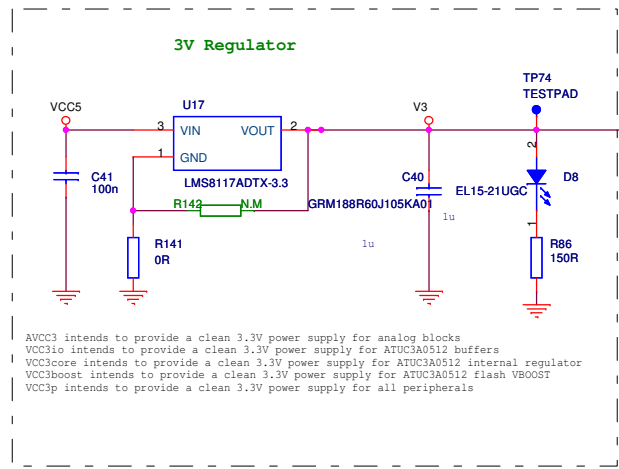 3V Regulator
TP74
TESTPAD
VCC5
U17
V3
3
VIN
VOUT
2
1
GND
2
C41
100n
LMS8117ADTX-3.3
C40
EL15-21UGC
D8
R142
N.M
GRM188R60J105KA01
1u
1
R141
0R
1u
R86
150R
AVCC3 intends to provide a clean 3.3V power supply for analog blocks
VCC3io intends to provide a clean 3.3V power supply for ATUC3A0512 buffers
VCC3core intends to provide a clean 3.3V power supply for ATUC3A0512 internal regulator
VCC3boost intends to provide a clean 3.3V power supply for ATUC3A0512 flash VBOOST
VCC3p intends to provide a clean 3.3V power supply for all peripherals